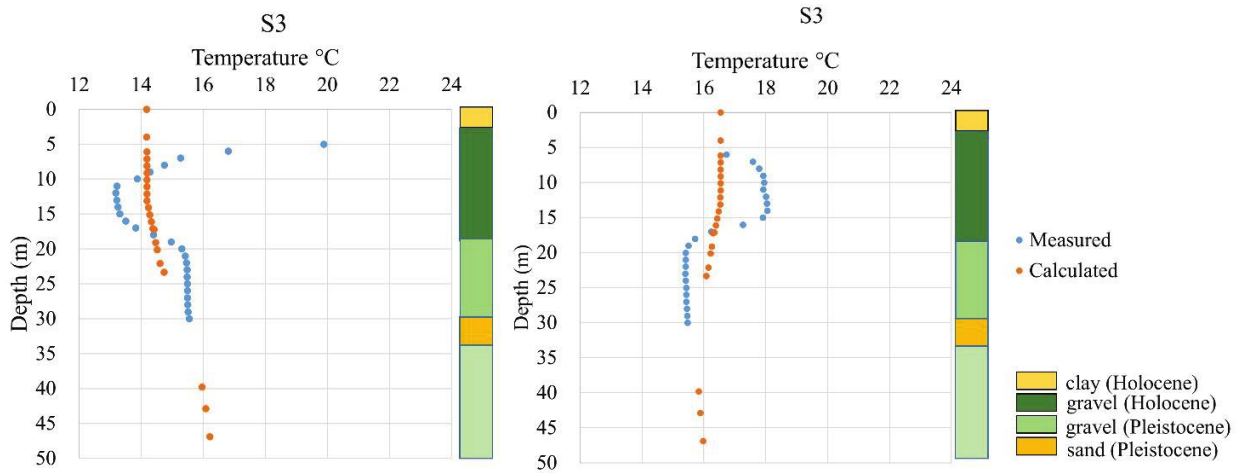 S3
Temperature °C
12 14 16 18 20 22 24
0
5
10
15
20
25
30
35
40
45
50
Depth (m)
S3
Temperature °C
12 14 16 18 20 22 24
0
5
10
15
20
25
30
35
40
45
50
Depth (m)
Measured
Calculated
clay (Holocene)
gravel (Holocene)
gravel (Pleistocene)
sand (Pleistocene)